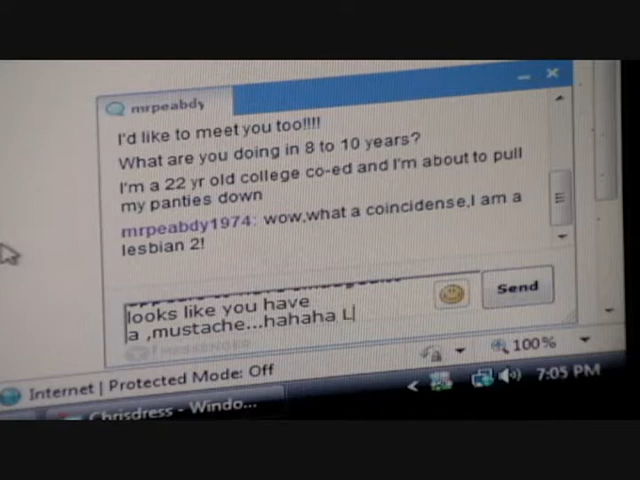 mrpeabdy
I'd like to meet you too!!!!
What are you doing in 8 to 10 years?
I'm a 22 yr old college co-ed and I'm about to pull
my panties down
mrpeabdy1974: wow,what a coincidense,I am a
lesbian 2!
looks like you have
a ,mustache...hahaha L
Send
100%
Internet | Protected Mode: Off
Chrisdress - Windo...
7:05 PM